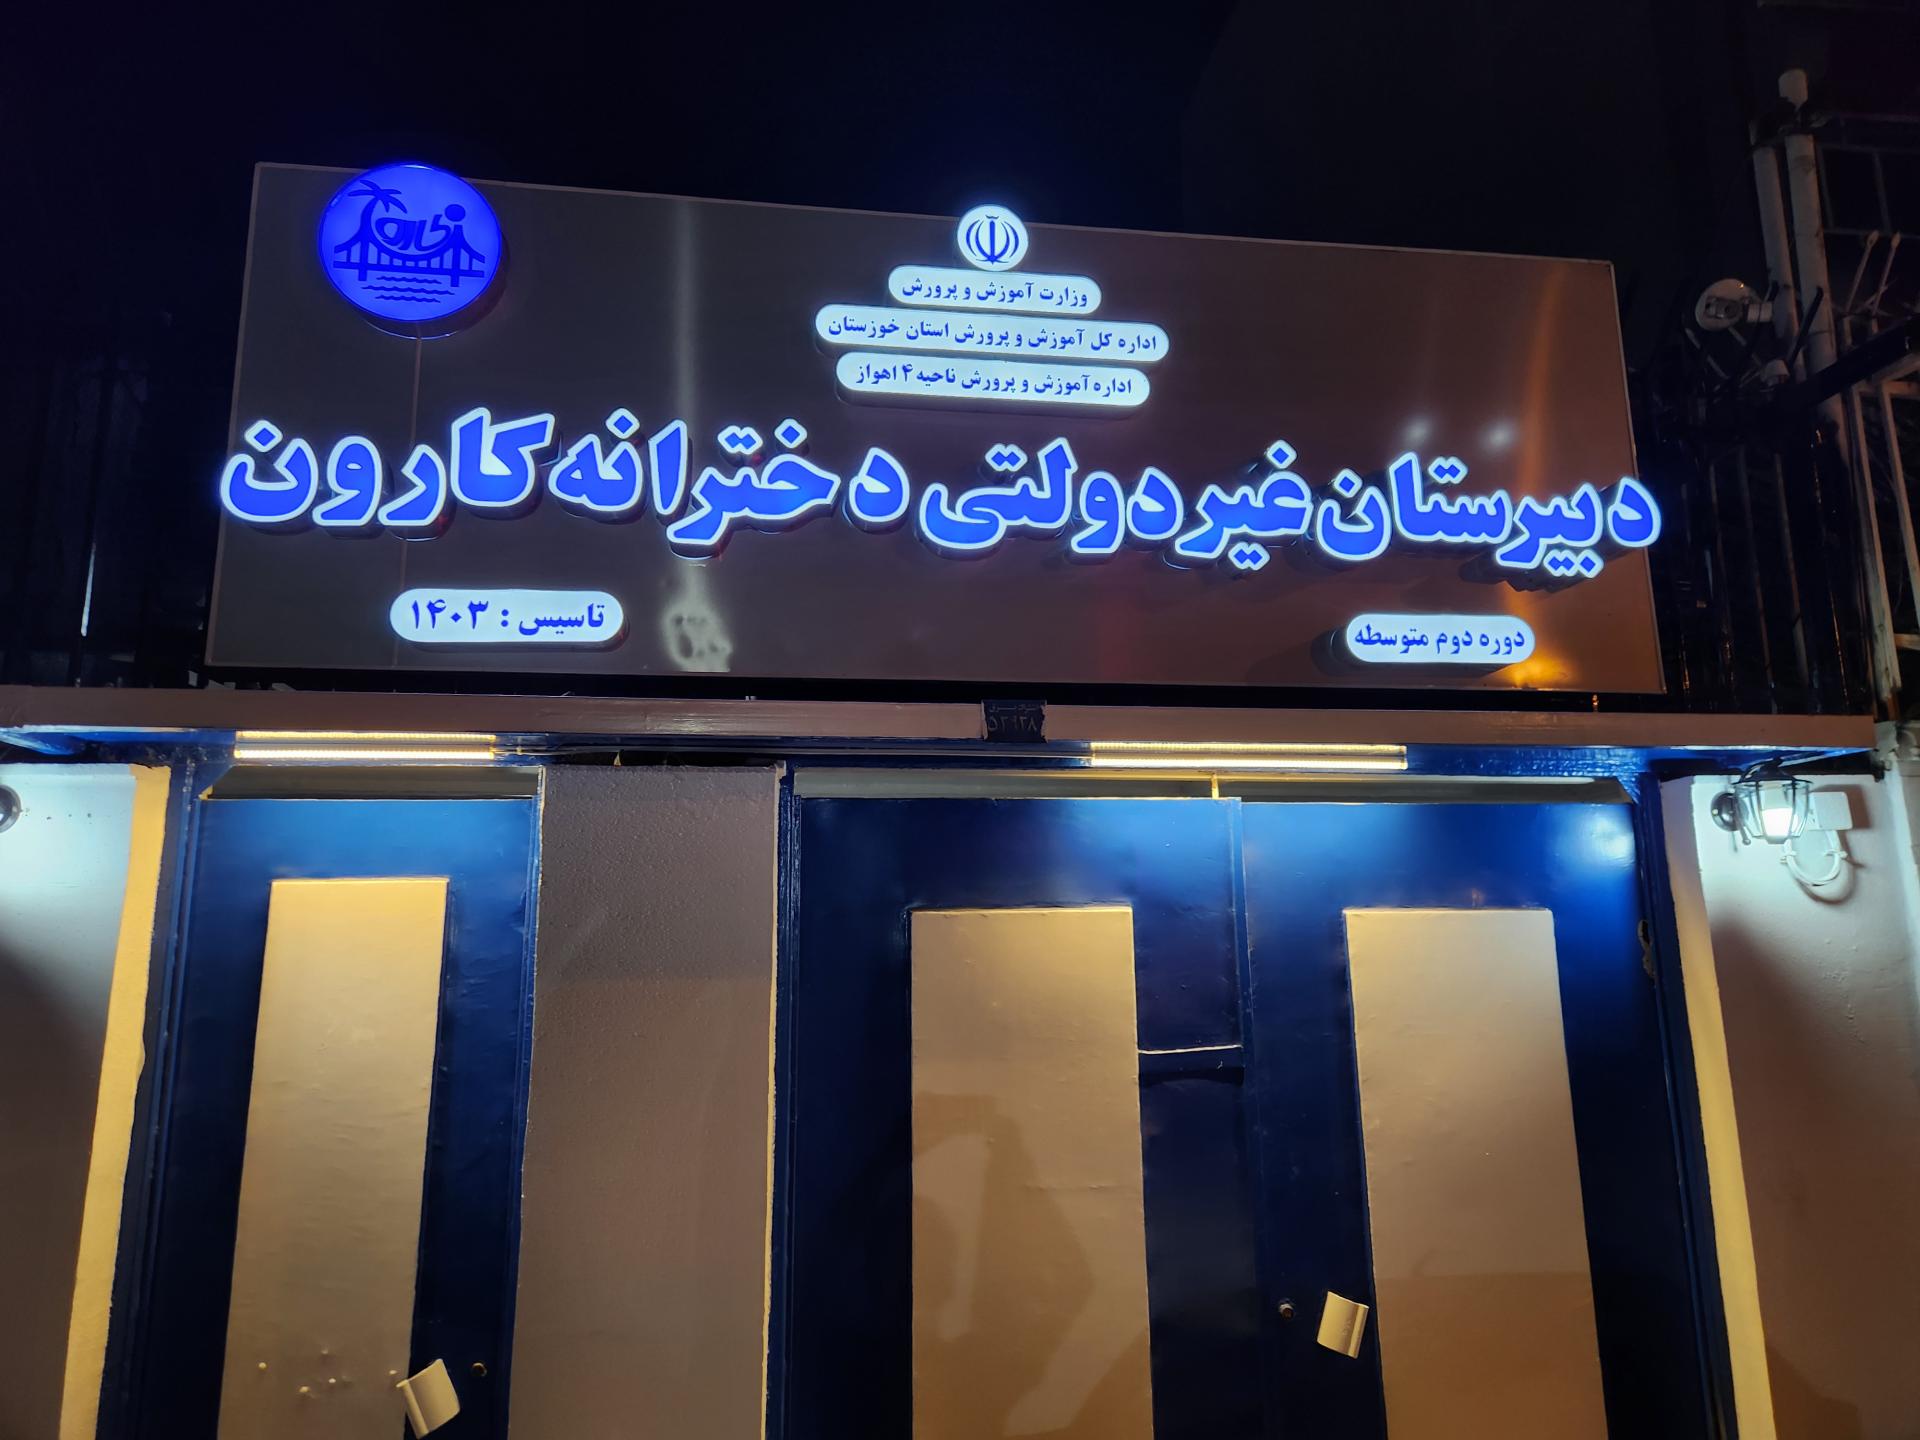 کارون
وزارت آموزش و پرورش
اداره کل آموزش و پرورش استان خوزستان
اداره آموزش و پرورش ناحیه ۴ اهواز
دبیرستان غیردولتی دخترانه کارون
دوره دوم متوسطه
تاسیس : ۱۴۰۳